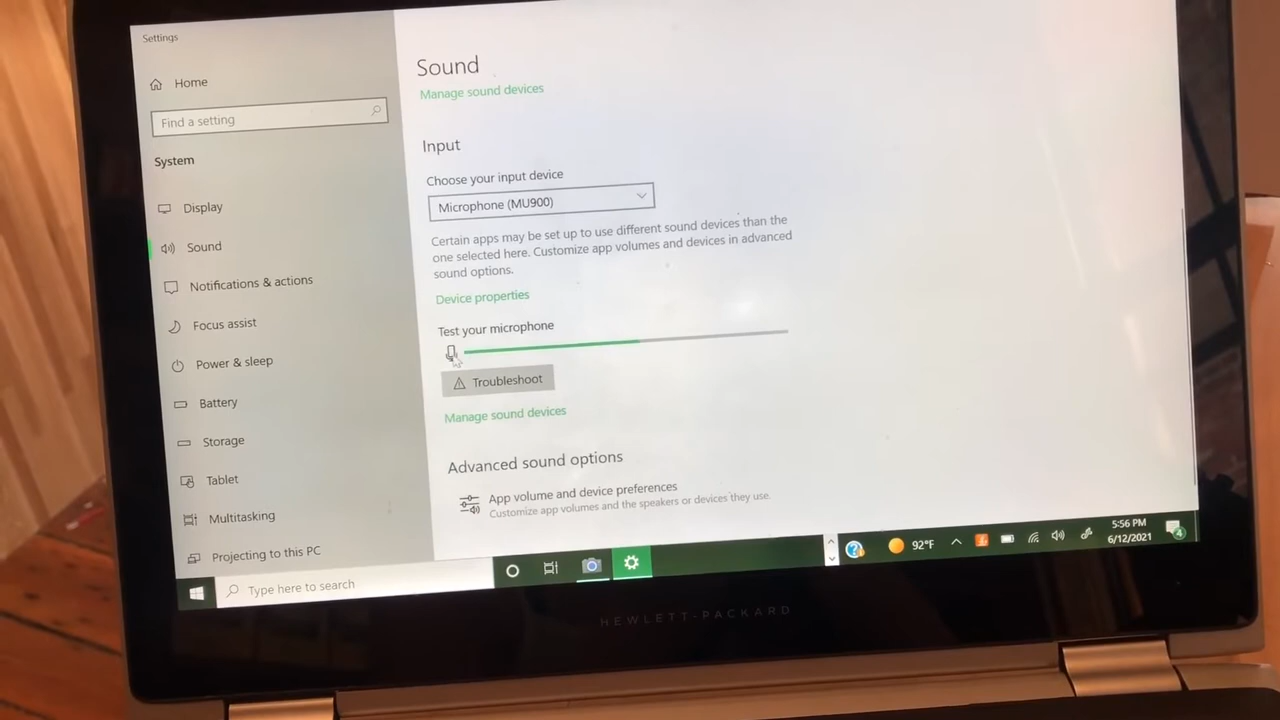 Settings
Home
Find a setting
System
Display
Sound
Notifications & actions
Focus assist
Power & sleep
Battery
Storage
Tablet
Multitasking
Projecting to this PC
Sound
Manage sound devices
Input
Choose your input device
Microphone (MU900)
Certain apps may be set up to use different sound devices than the
one selected here. Customize app volumes and devices in advanced
sound options.
Device properties
Test your microphone
Troubleshoot
Manage sound devices
Advanced sound options
App volume and device preferences
Customize app volumes and the speakers or devices they use.
Type here to search
92°F
5:56 PM
6/12/2021
4
HEWLETT-PACKARD